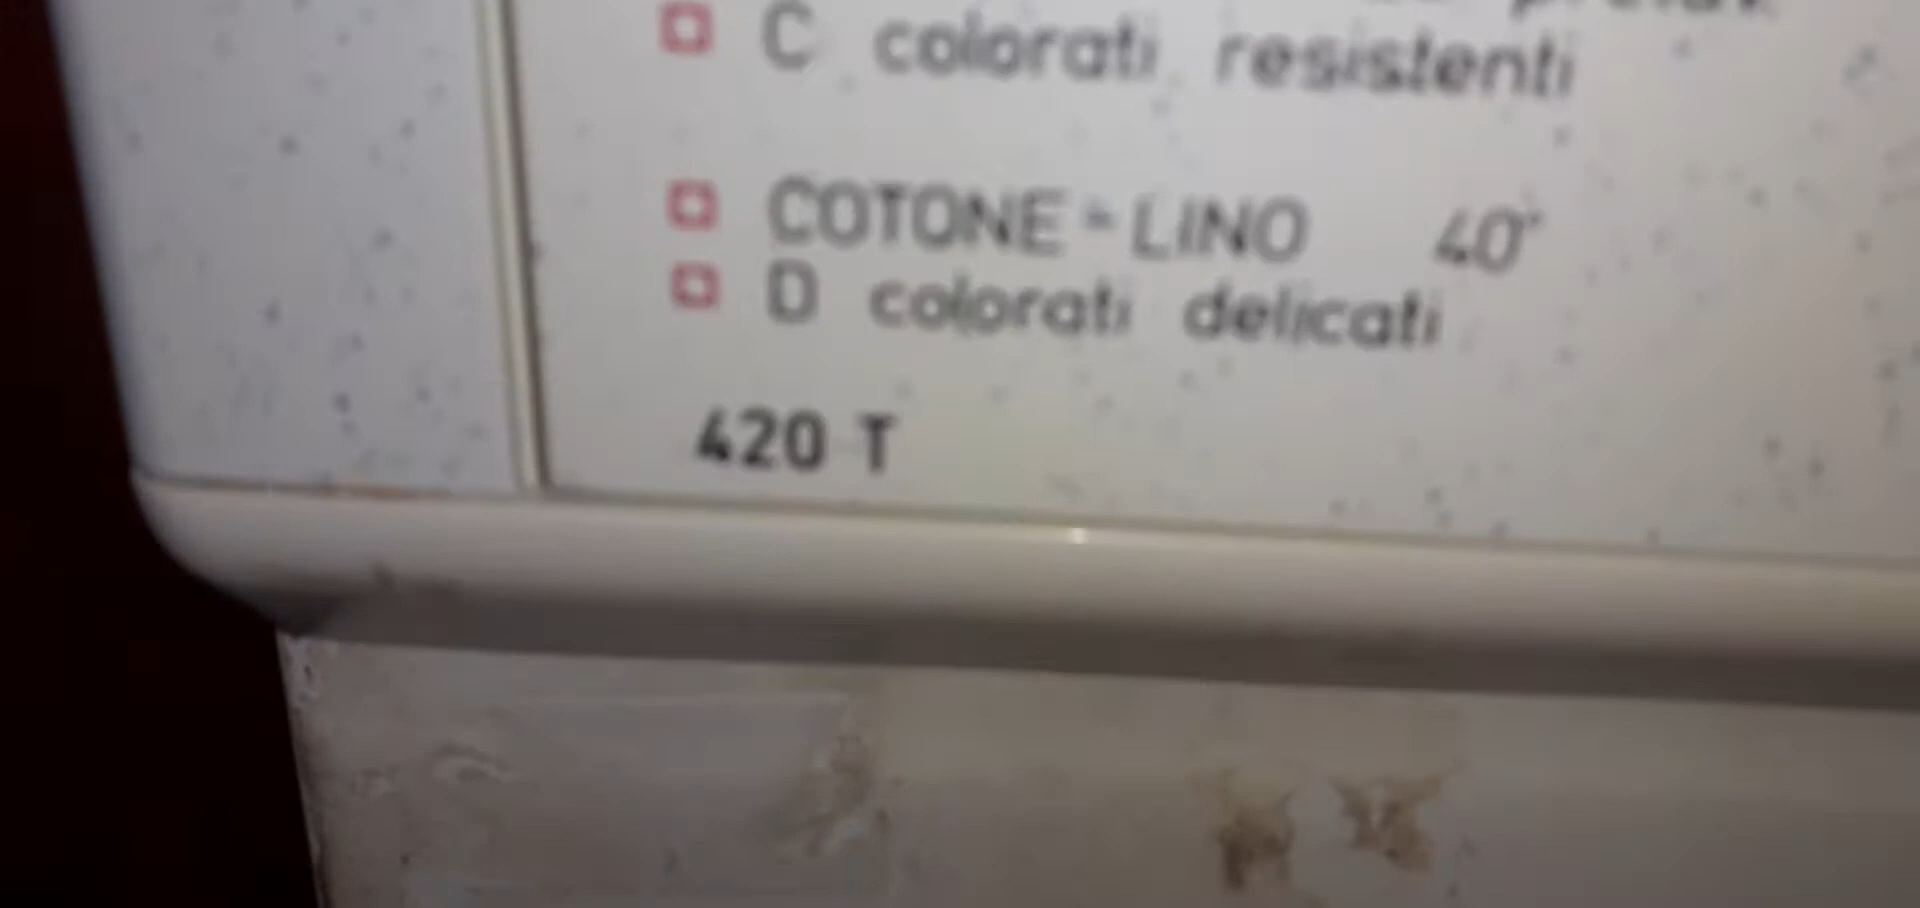 C colorati resistenti
COTONE - LINO 40°
D colorati delicati
420 T